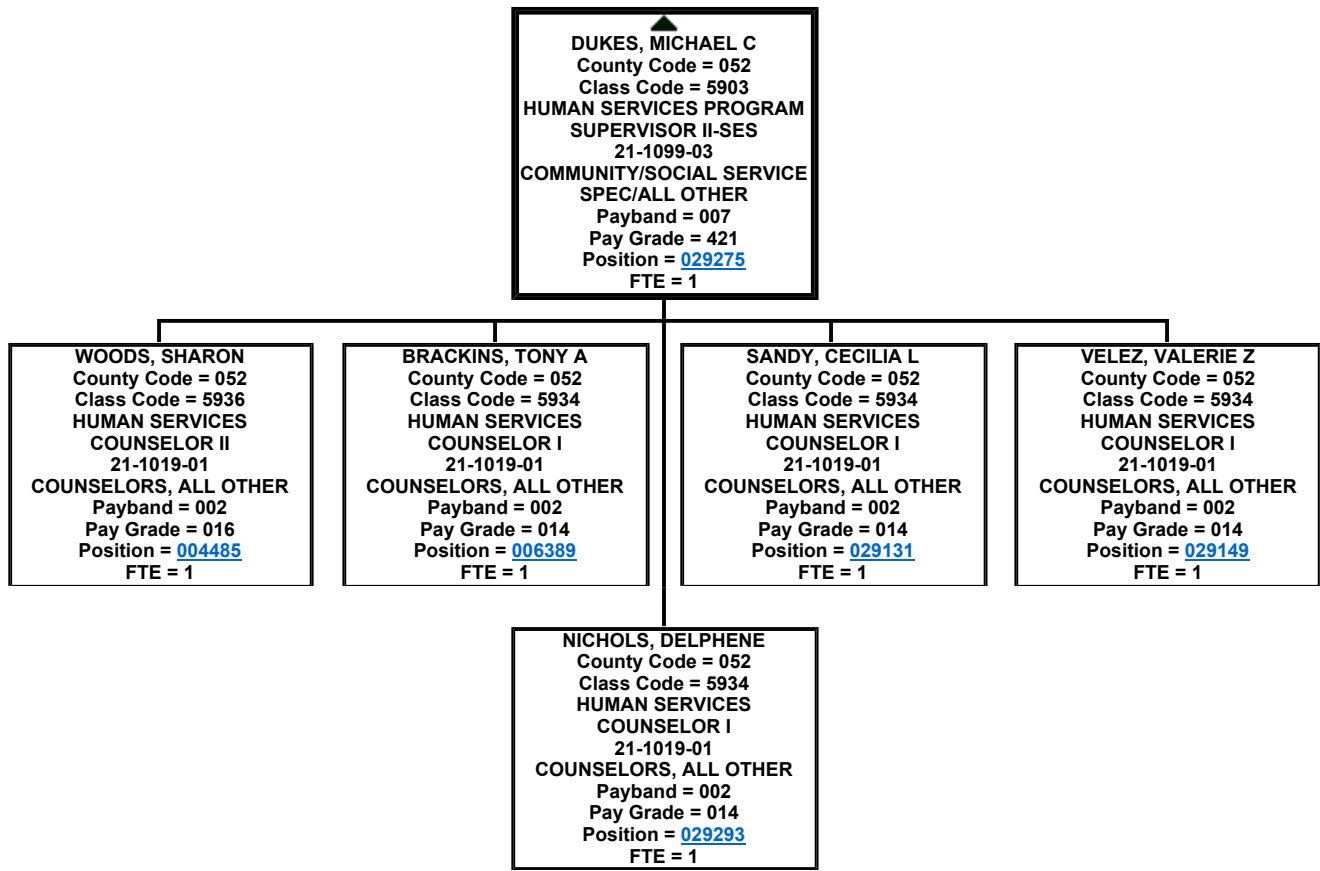 DUKES, MICHAEL C
County Code = 052
Class Code = 5903
HUMAN SERVICES PROGRAM
SUPERVISOR II-SES
21-1099-03
COMMUNITY/SOCIAL SERVICE
SPEC/ALL OTHER
Payband = 007
Pay Grade = 421
Position = 029275
FTE = 1
WOODS, SHARON
County Code = 052
Class Code = 5936
HUMAN SERVICES
COUNSELOR II
21-1019-01
COUNSELORS, ALL OTHER
Payband = 002
Pay Grade = 016
Position = 004485
FTE = 1
BRACKINS, TONY A
County Code = 052
Class Code = 5934
HUMAN SERVICES
COUNSELOR I
21-1019-01
COUNSELORS, ALL OTHER
Payband = 002
Pay Grade = 014
Position = 006389
FTE = 1
SANDY, CECILIA L
County Code = 052
Class Code = 5934
HUMAN SERVICES
COUNSELOR I
21-1019-01
COUNSELORS, ALL OTHER
Payband = 002
Pay Grade = 014
Position = 029131
FTE = 1
VELEZ, VALERIE Z
County Code = 052
Class Code = 5934
HUMAN SERVICES
COUNSELOR I
21-1019-01
COUNSELORS, ALL OTHER
Payband = 002
Pay Grade = 014
Position = 029149
FTE = 1
NICHOLS, DELPHENE
County Code = 052
Class Code = 5934
HUMAN SERVICES
COUNSELOR I
21-1019-01
COUNSELORS, ALL OTHER
Payband = 002
Pay Grade = 014
Position = 029293
FTE = 1